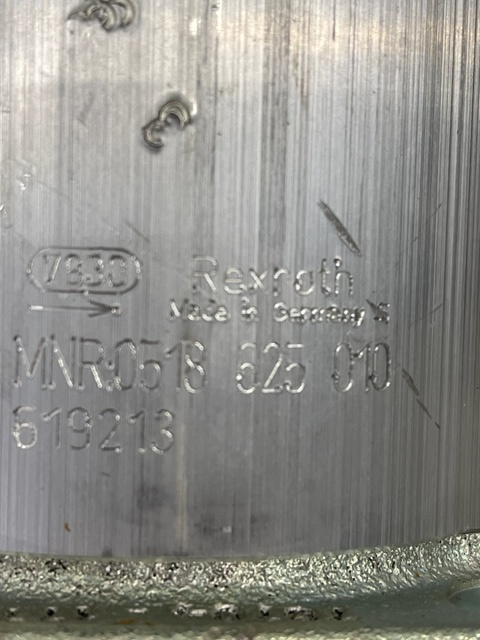 7830 Rexroth
Made in Germany
MNR:0518 625 010
619213